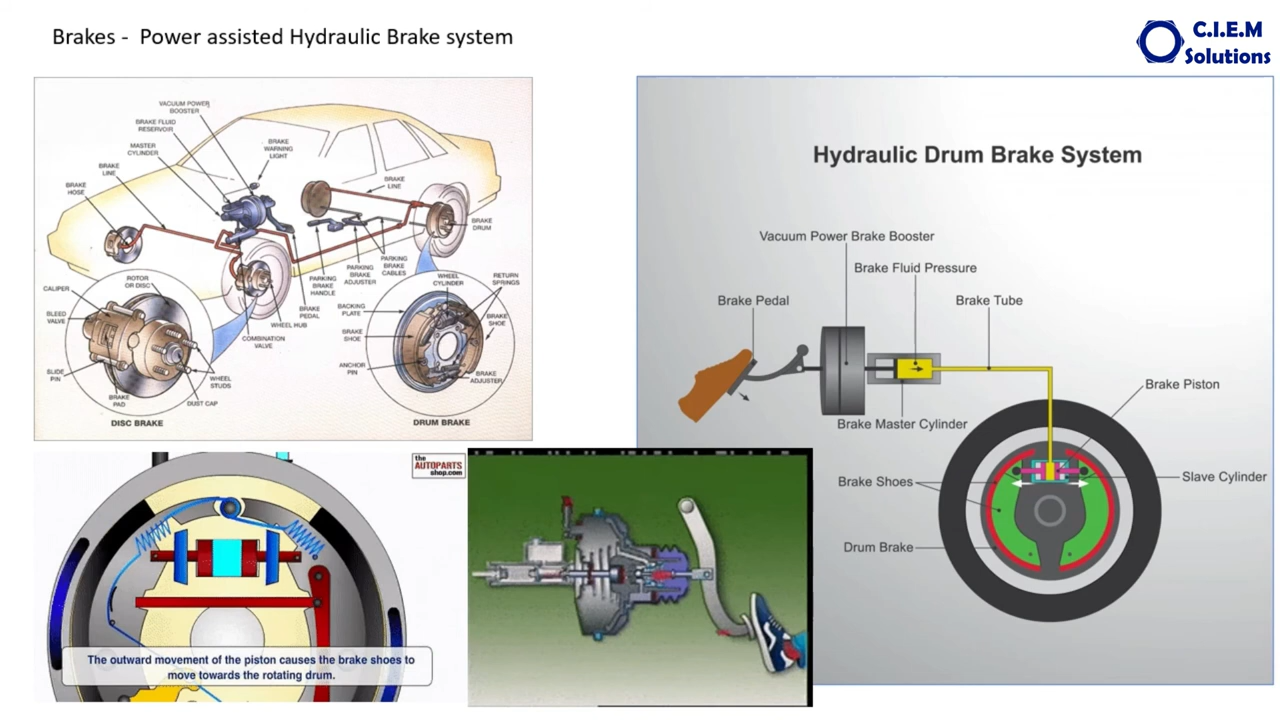 Brakes - Power assisted Hydraulic Brake system
C.I.E.M
Solutions
VACUUM POWER
BOOSTER
BRAKE FLUID
RESERVOIR
MASTER
CYLINDER
BRAKE
LINE
BRAKE
HOSE
BRAKE
WARNING
LIGHT
BRAKE
LINE
BRAKE
DRUM
PARKING
BRAKE
CABLES
PARKING
BRAKE
ADJUSTER
PARKING
BRAKE
HANDLE
BRAKE
PEDAL
WHEEL HUB
COMBINATION
VALVE
ROTOR
OR DISC
CALIPER
BLEED
VALVE
SLIDE
PIN
BRAKE
PAD
DUST CAP
WHEEL
STUDS
DISC BRAKE
WHEEL
CYLINDER
RETURN
SPRINGS
BACKING
PLATE
BRAKE
SHOE
BRAKE
SHOE
ANCHOR
PIN
BRAKE
ADJUSTER
DRUM BRAKE
Hydraulic Drum Brake System
Vacuum Power Brake Booster
Brake Fluid Pressure
Brake Pedal
Brake Tube
Brake Piston
Brake Master Cylinder
Brake Shoes
Slave Cylinder
Drum Brake
the
AUTOPARTS
shop.com
The outward movement of the piston causes the brake shoes to
move towards the rotating drum.